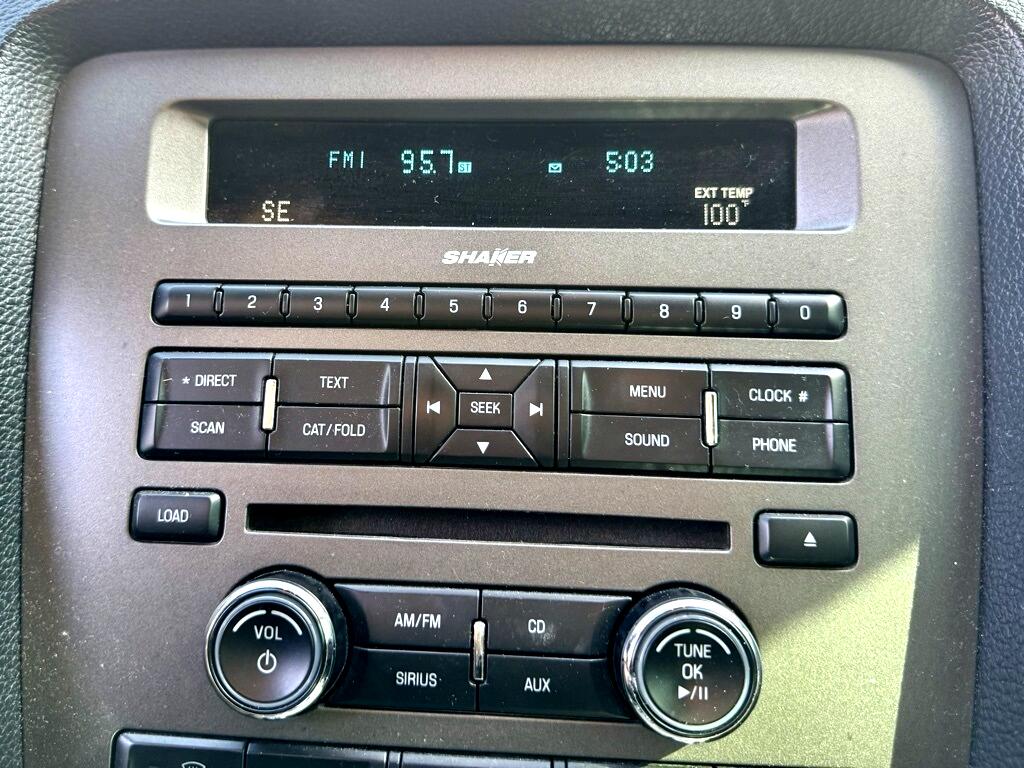 FM1 95.7 ST 5:03
EXT TEMP
SE 100°F
SHAKER
1 2 3 4 5 6 7 8 9 0
* DIRECT TEXT MENU CLOCK #
SEEK
SCAN CAT/FOLD SOUND PHONE
LOAD
VOL AM/FM CD TUNE
OK
SIRIUS AUX